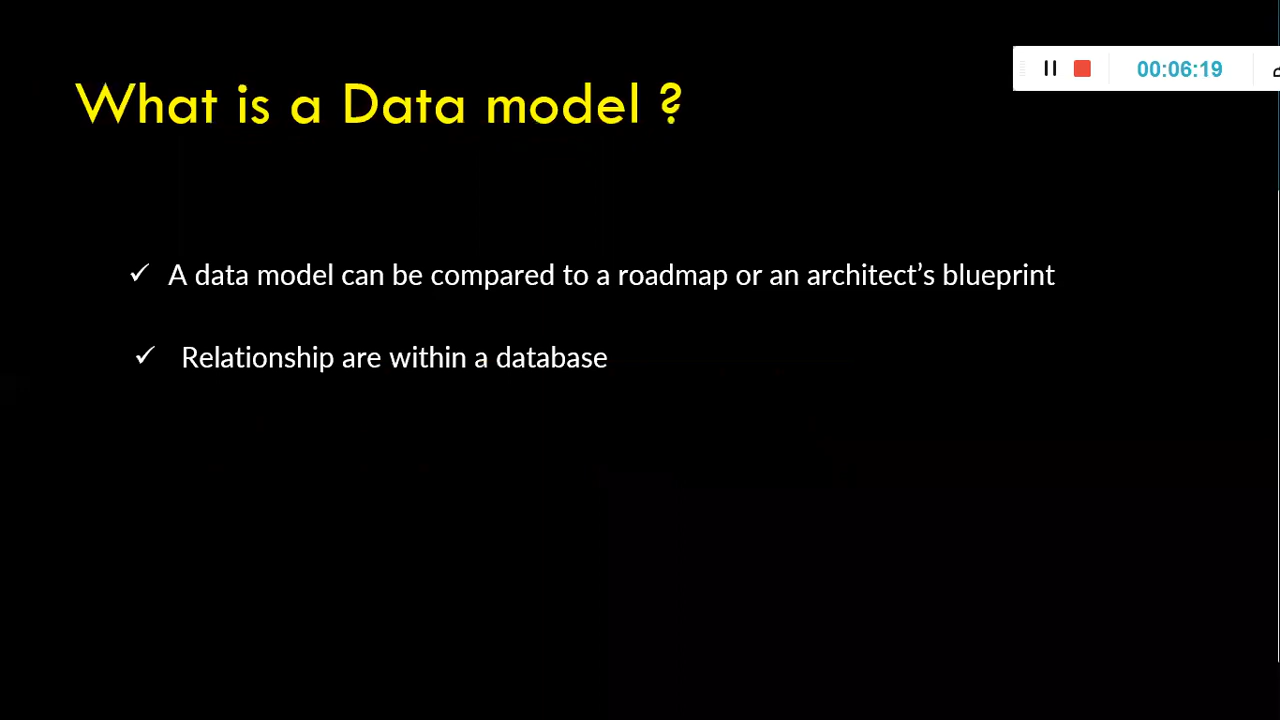 00:06:19
What is a Data model ?
✓ A data model can be compared to a roadmap or an architect’s blueprint
✓ Relationship are within a database